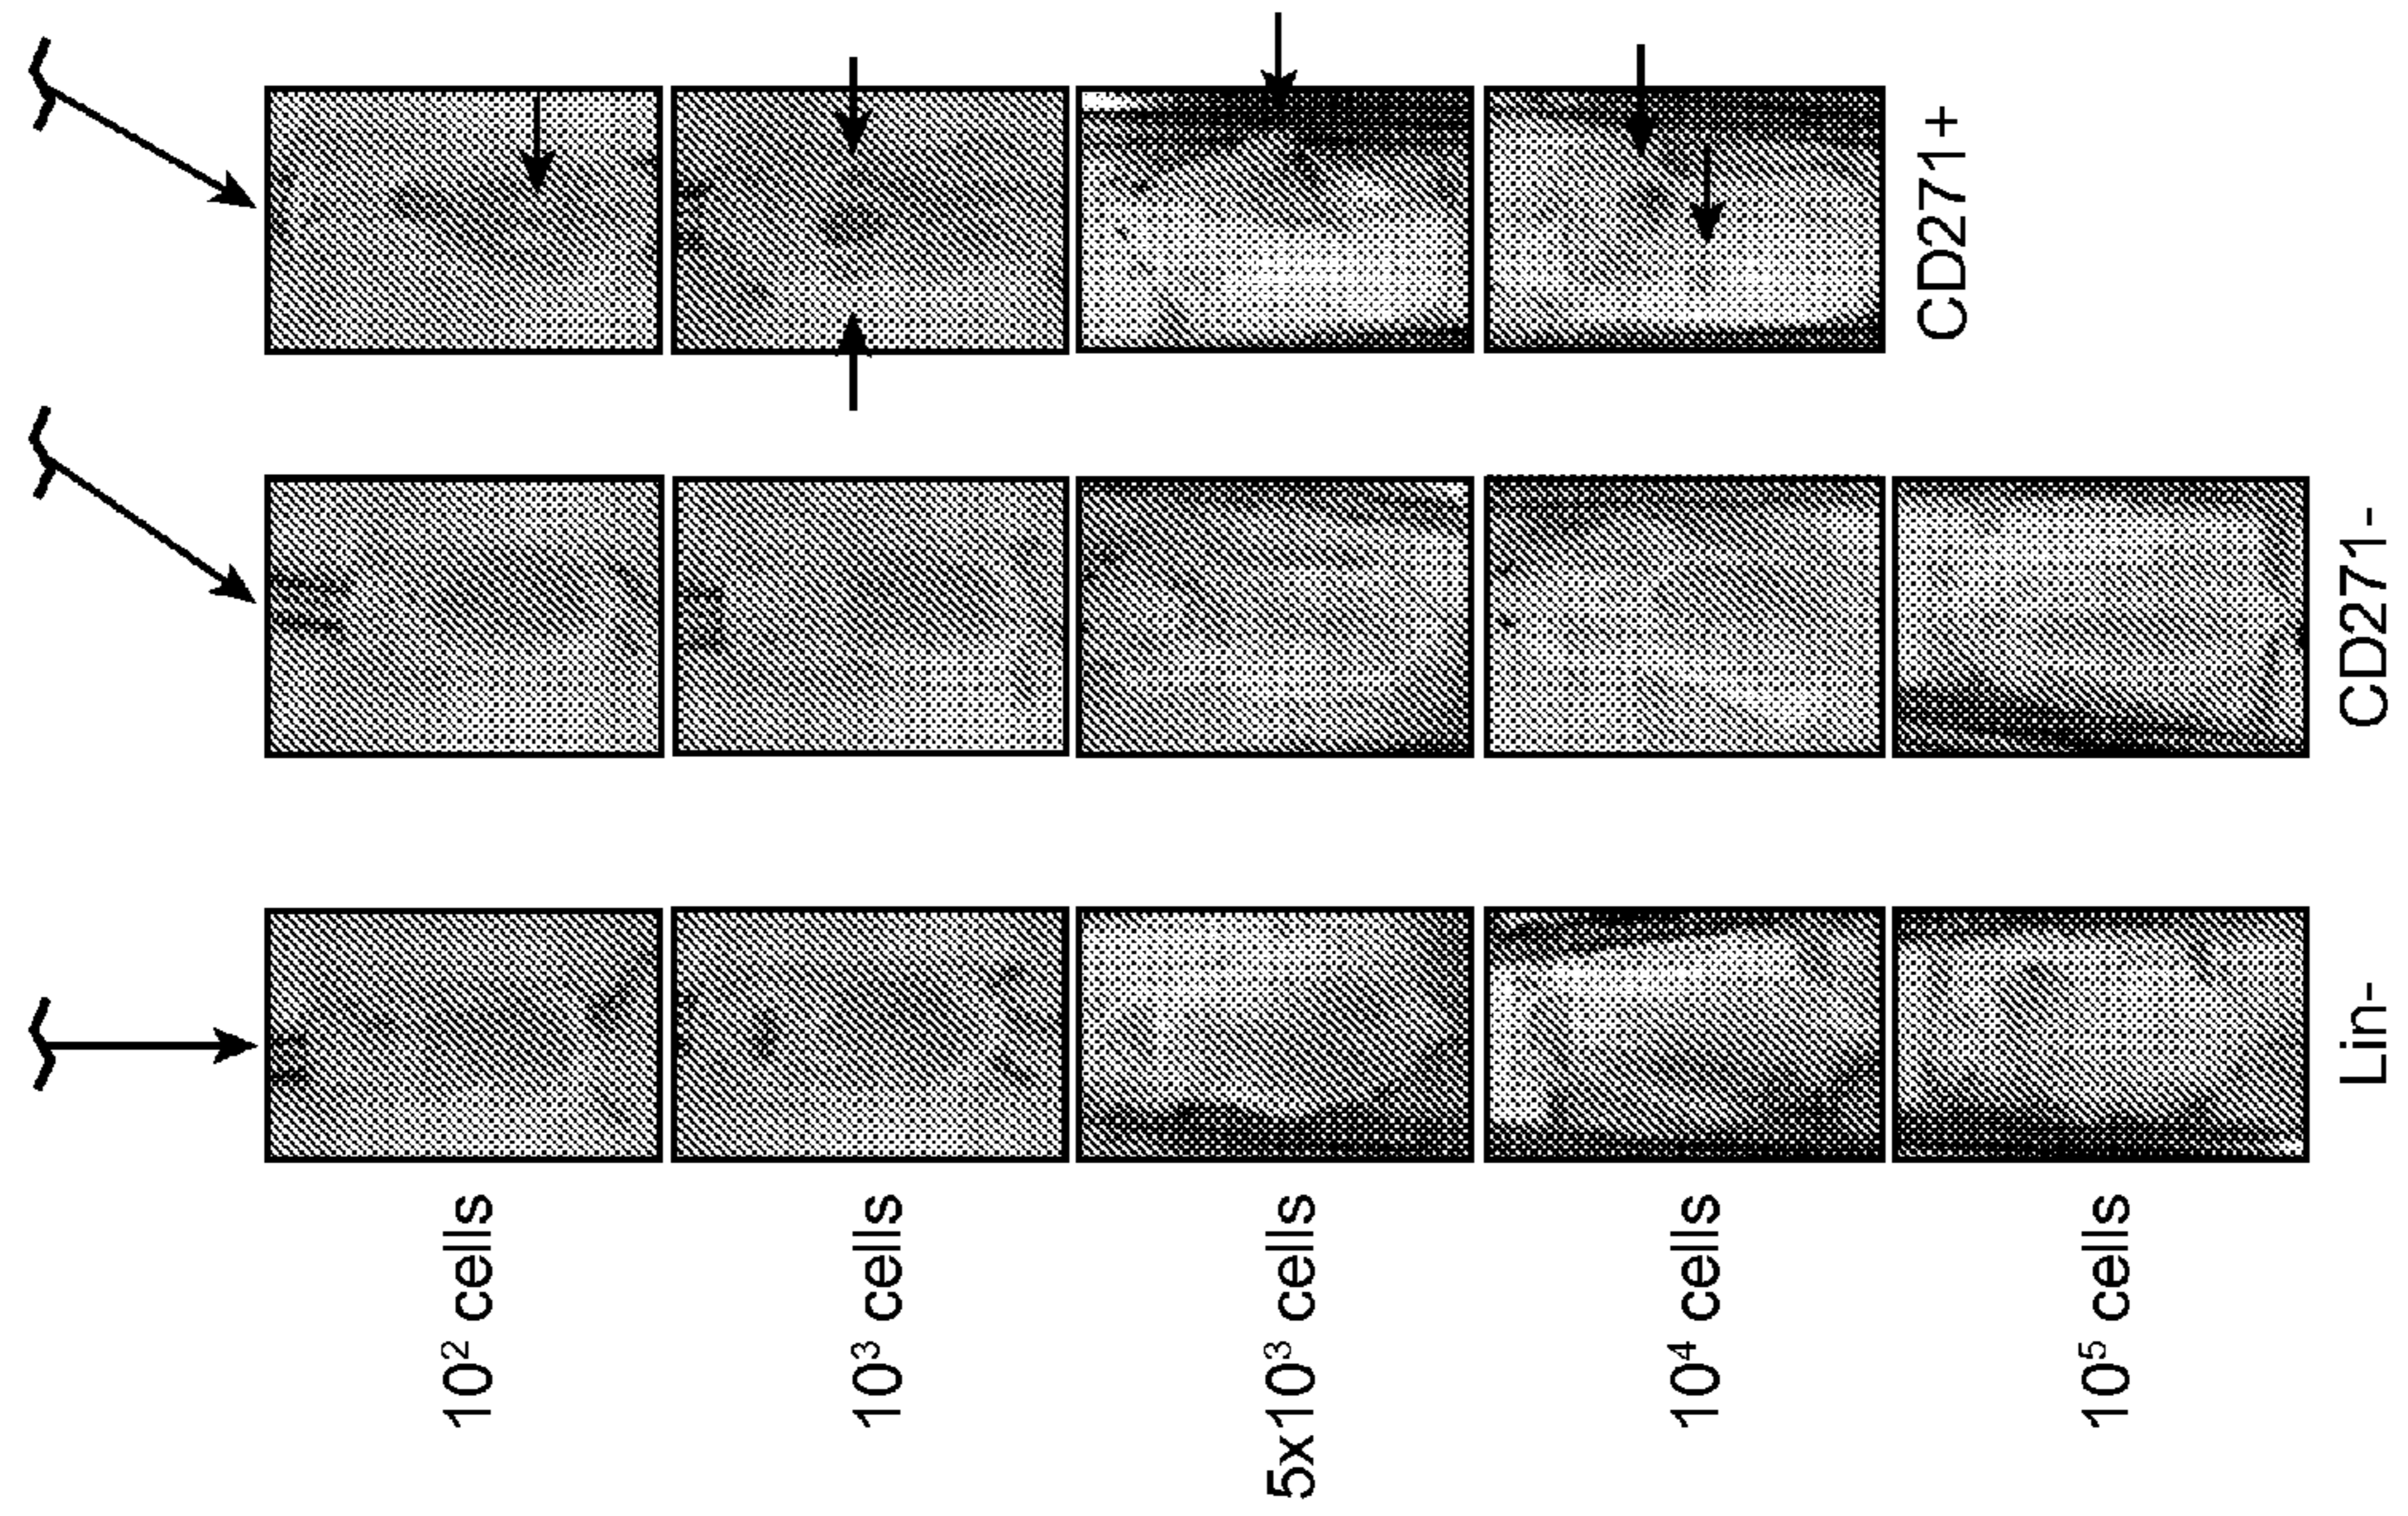 10² cells
10³ cells
5x10³ cells
10⁴ cells
10⁵ cells
Lin-
CD271-
CD271+